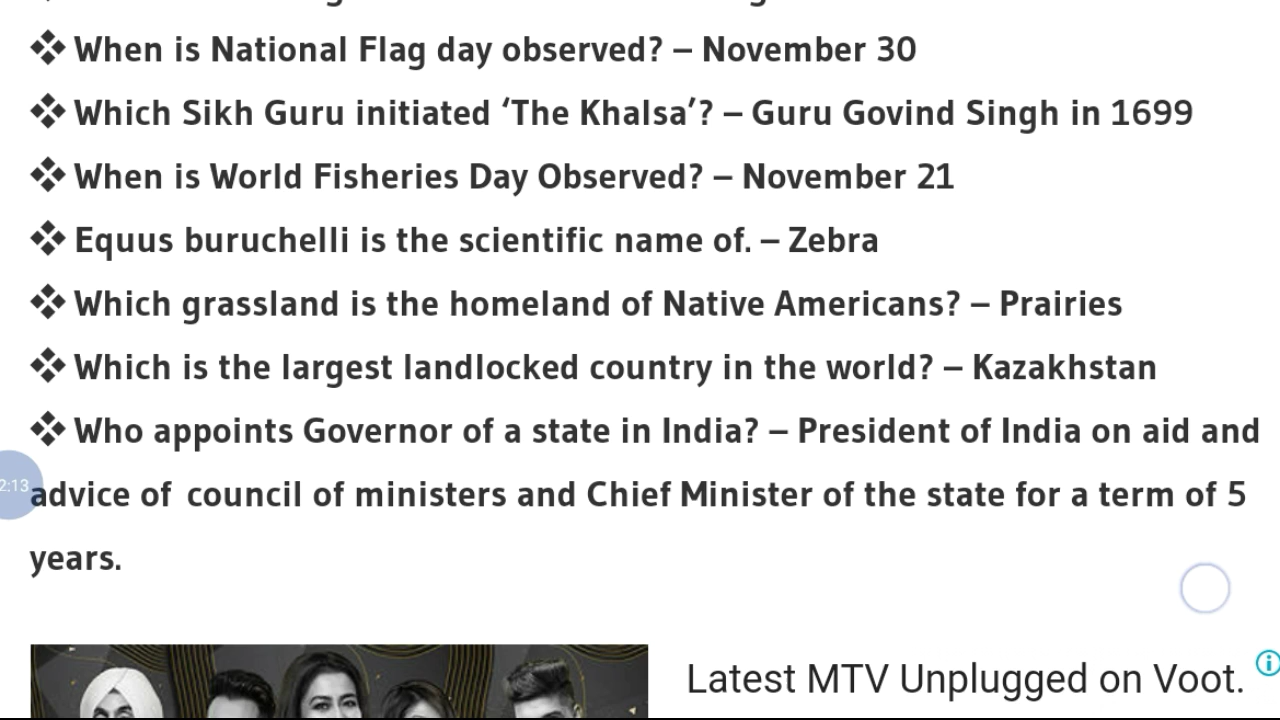 ❖ When is National Flag day observed? – November 30
❖ Which Sikh Guru initiated ‘The Khalsa’? – Guru Govind Singh in 1699
❖ When is World Fisheries Day Observed? – November 21
❖ Equus buruchelli is the scientific name of. – Zebra
❖ Which grassland is the homeland of Native Americans? – Prairies
❖ Which is the largest landlocked country in the world? – Kazakhstan
❖ Who appoints Governor of a state in India? – President of India on aid and
2:13
advice of council of ministers and Chief Minister of the state for a term of 5
years.
Latest MTV Unplugged on Voot.